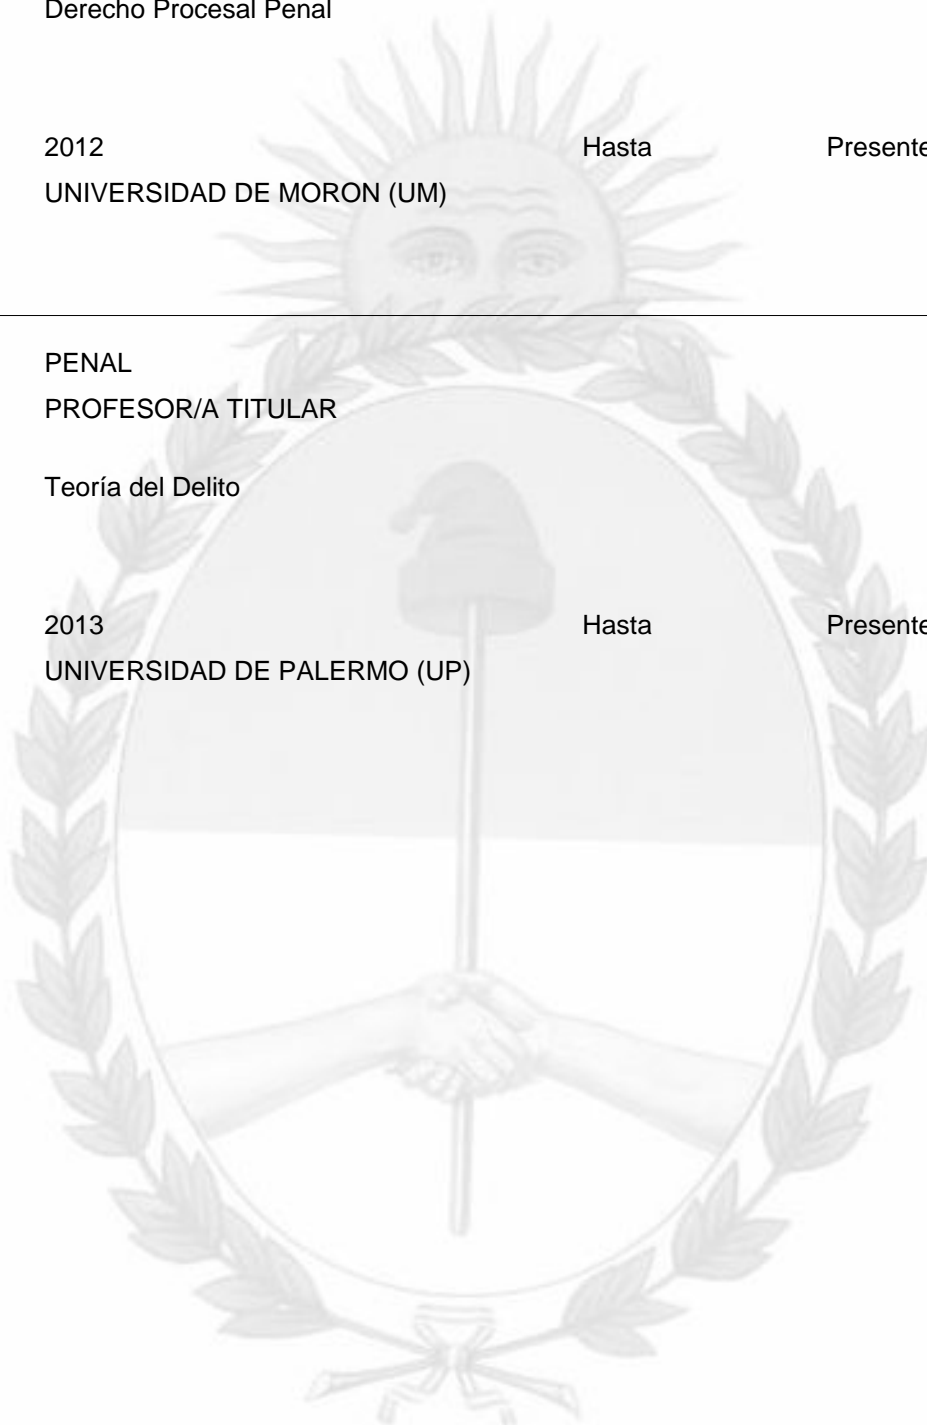 Derecho Procesal Penal
2012 Hasta Presente
UNIVERSIDAD DE MORON (UM)
PENAL
PROFESOR/A TITULAR
Teoría del Delito
2013 Hasta Presente
UNIVERSIDAD DE PALERMO (UP)